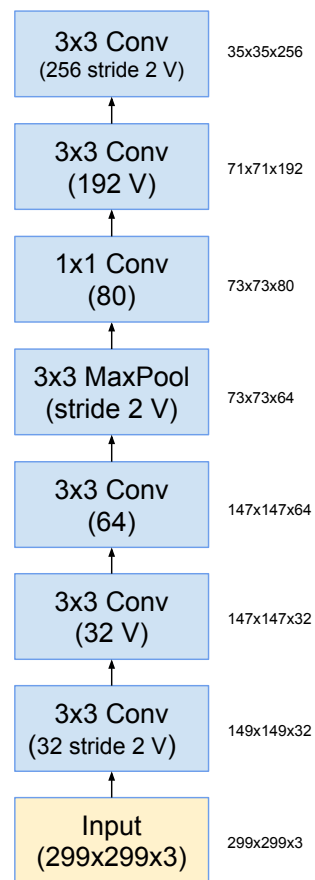 3x3 Conv
(256 stride 2 V)
35x35x256
3x3 Conv
(192 V)
71x71x192
1x1 Conv
(80)
73x73x80
3x3 MaxPool
(stride 2 V)
73x73x64
3x3 Conv
(64)
147x147x64
3x3 Conv
(32 V)
147x147x32
3x3 Conv
(32 stride 2 V)
149x149x32
Input
(299x299x3)
299x299x3